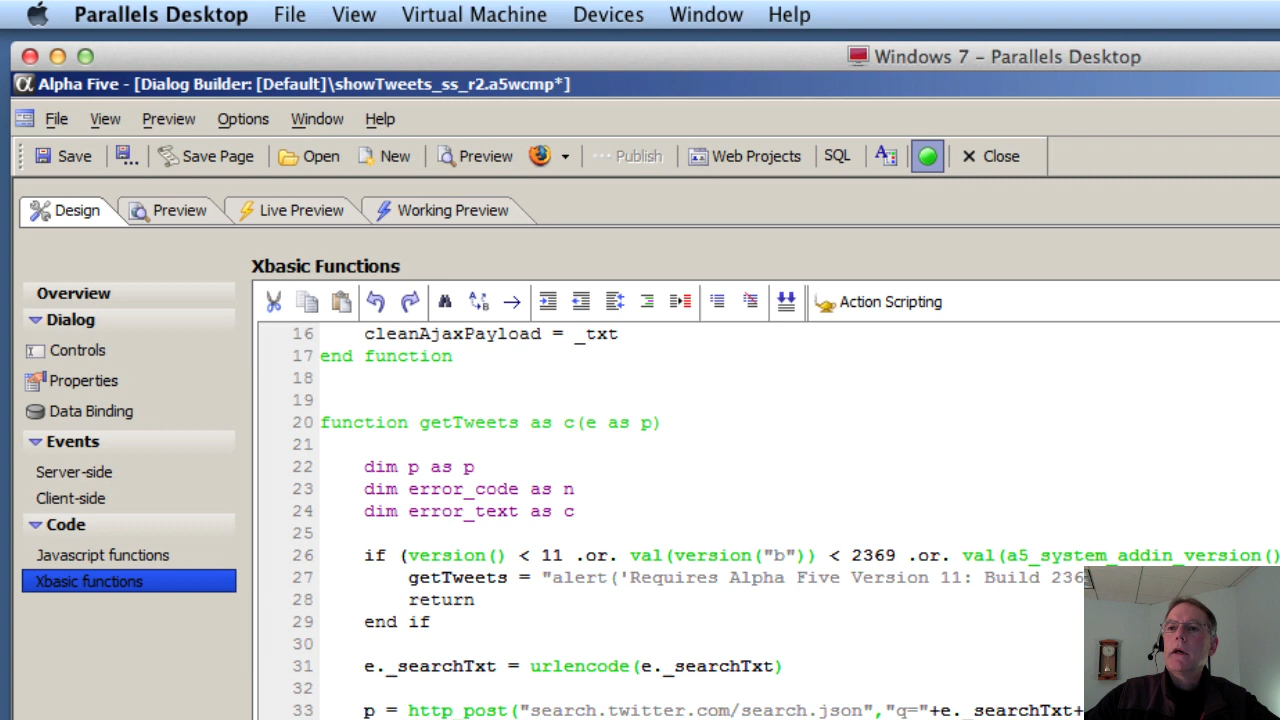 Parallels Desktop File View Virtual Machine Devices Window Help
Windows 7 - Parallels Desktop
Alpha Five - [Dialog Builder: [Default]\showTweets_ss_r2.a5wcmp*]
File View Preview Options Window Help
Save Save Page Open New Preview Publish Web Projects SQL Close
Design Preview Live Preview Working Preview
Xbasic Functions
Overview
Dialog
Controls
Properties
Data Binding
Events
Server-side
Client-side
Code
Javascript functions
Xbasic functions
Action Scripting
16 cleanAjaxPayload = _txt
17 end function
18
19
20 function getTweets as c(e as p)
21
22 dim p as p
23 dim error_code as n
24 dim error_text as c
25
26 if (version() < 11 .or. val(version("b")) < 2369 .or. val(a5_system_addin_version()
27 getTweets = "alert('Requires Alpha Five Version 11: Build 236
28 return
29 end if
30
31 e._searchTxt = urlencode(e._searchTxt)
32
33 p = http_post("search.twitter.com/search.json","q="+e._searchTxt+